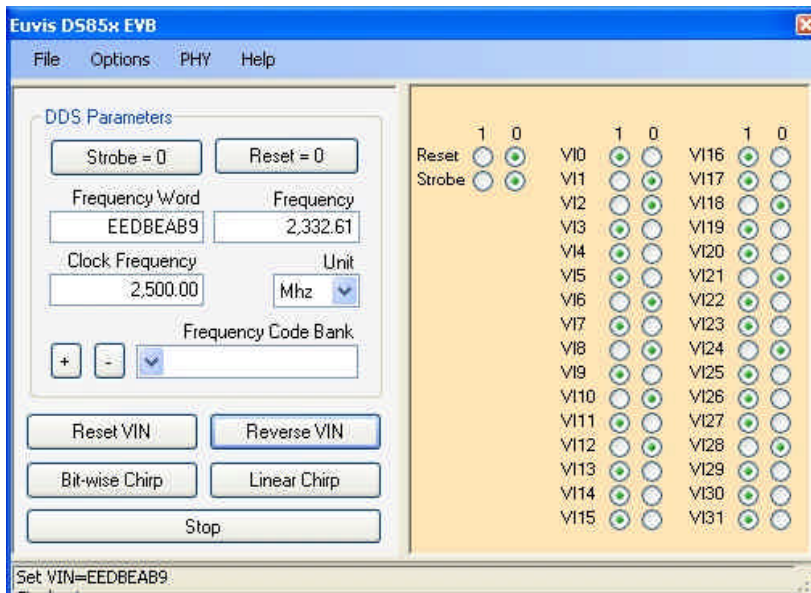 Euvis DS85x EVB
File Options PHY Help
DDS Parameters
Strobe = 0 Reset = 0
Frequency Word Frequency
EEDBEAB9 2,332.61
Clock Frequency Unit
2,500.00 Mhz
Frequency Code Bank
+ -
Reset VIN Reverse VIN
Bit-wise Chirp Linear Chirp
Stop
1 0 1 0 1 0
Reset VI0 VI16
Strobe VI1 VI17
VI2 VI18
VI3 VI19
VI4 VI20
VI5 VI21
VI6 VI22
VI7 VI23
VI8 VI24
VI9 VI25
VI10 VI26
VI11 VI27
VI12 VI28
VI13 VI29
VI14 VI30
VI15 VI31
Set VIN=EEDBEAB9